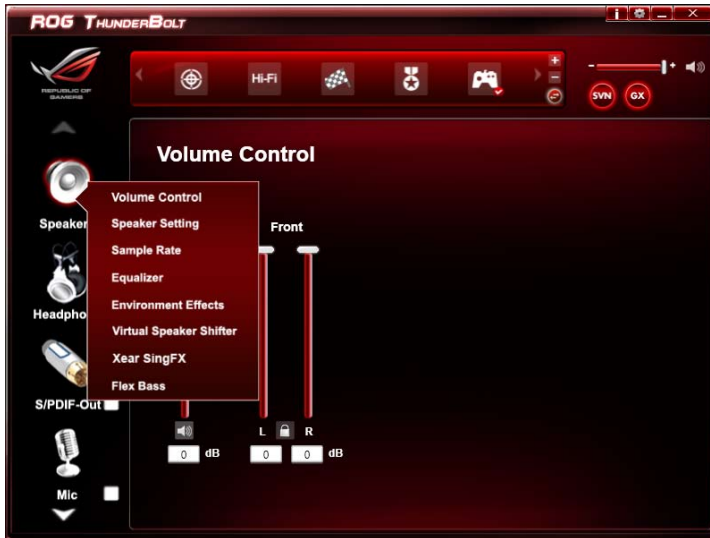 ROG THUNDERBOLT
i
REPUBLIC OF
GAMERS
Hi-Fi
SVN
GX
Volume Control
Speaker
Volume Control
Speaker Setting
Sample Rate
Equalizer
Environment Effects
Virtual Speaker Shifter
Xear SingFX
Flex Bass
Front
Headpho
S/PDIF-Out
L R
0 dB 0 0 dB
Mic